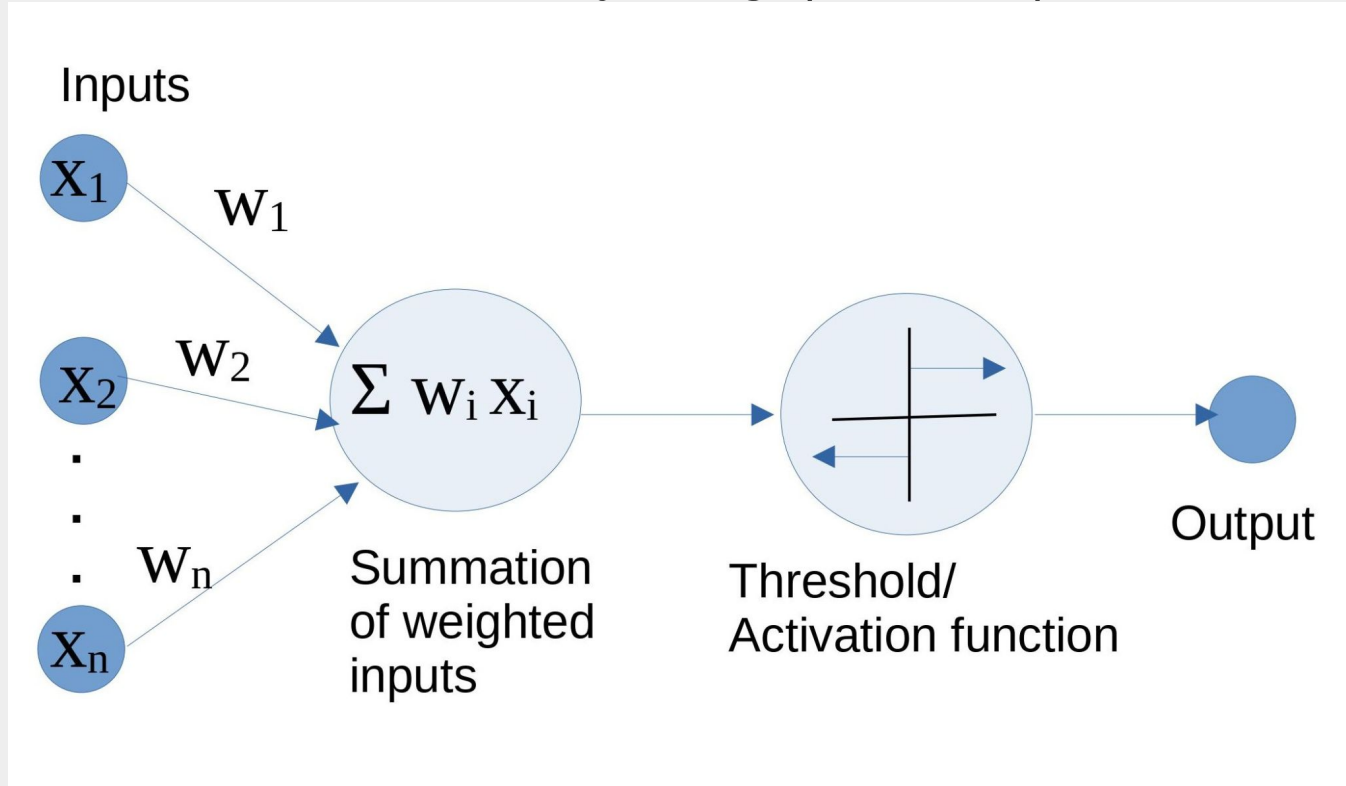 Inputs
x₁
w₁
x₂
w₂
Σ wᵢ xᵢ
.
.
.
wₙ
xₙ
Summation
of weighted
inputs
Threshold/
Activation function
Output